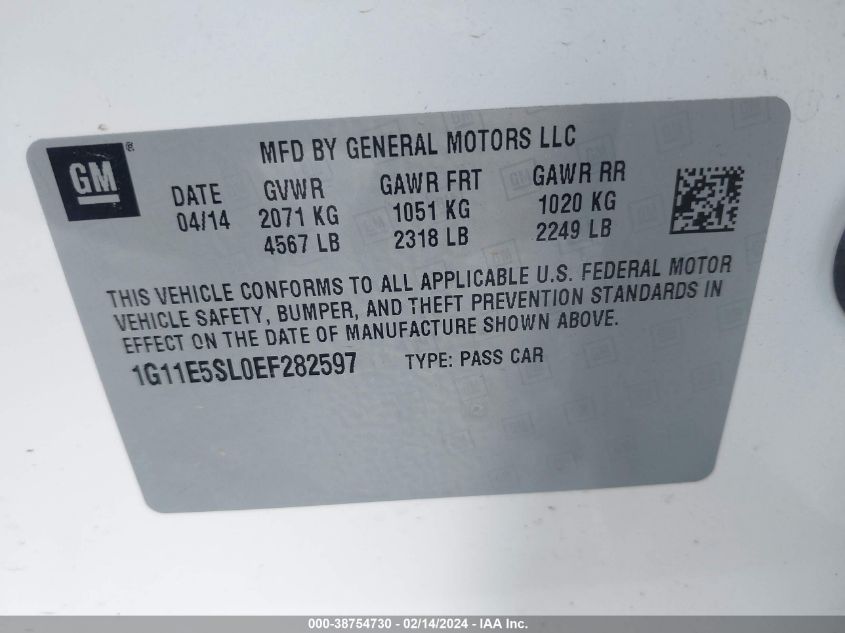 GM®
MFD BY GENERAL MOTORS LLC
DATE GVWR GAWR FRT GAWR RR
04/14 2071 KG 1051 KG 1020 KG
4567 LB 2318 LB 2249 LB
THIS VEHICLE CONFORMS TO ALL APPLICABLE U.S. FEDERAL MOTOR
VEHICLE SAFETY, BUMPER, AND THEFT PREVENTION STANDARDS IN
EFFECT ON THE DATE OF MANUFACTURE SHOWN ABOVE.
1G11E5SL0EF282597 TYPE: PASS CAR
000-38754730 - 02/14/2024 - IAA Inc.